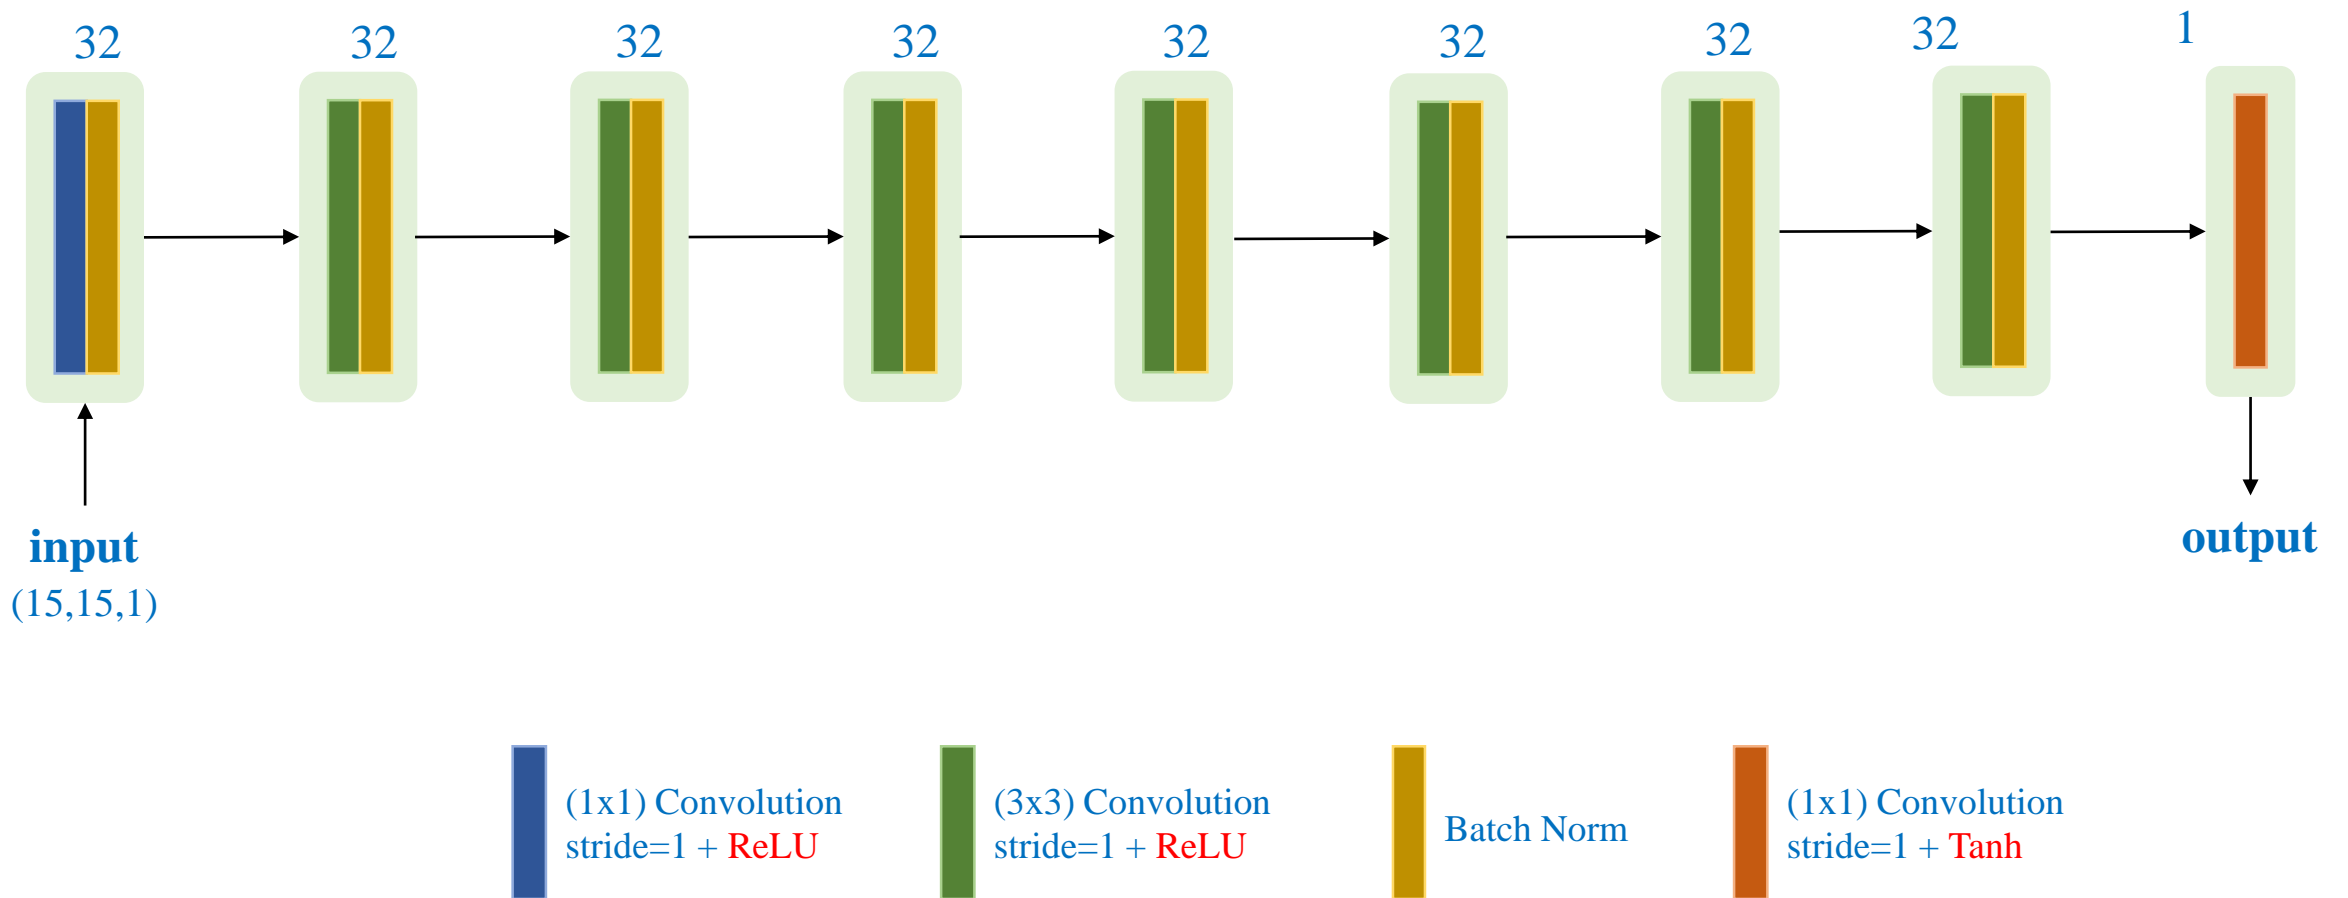 32
32
32
32
32
32
32
32
1
input
(15,15,1)
output
(1x1) Convolution
stride=1 + ReLU
(3x3) Convolution
stride=1 + ReLU
Batch Norm
(1x1) Convolution
stride=1 + Tanh